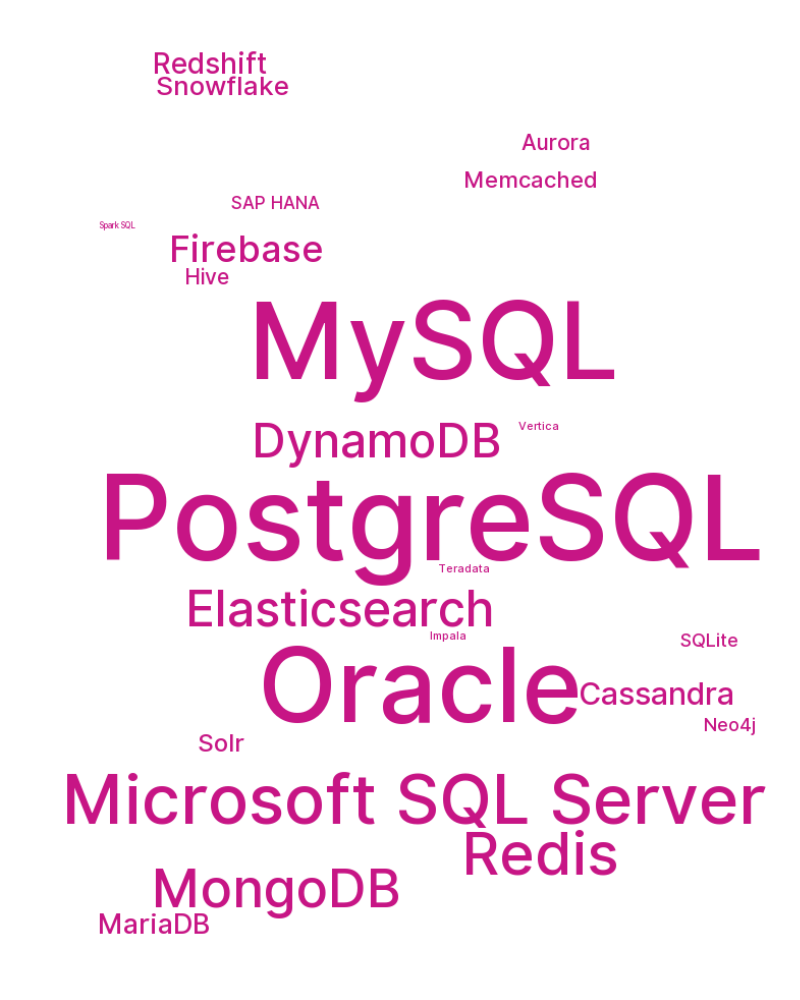 Redshift
Snowflake
Aurora
Memcached
SAP HANA
Spark SQL
Firebase
Hive
MySQL
DynamoDB
Vertica
PostgreSQL
Teradata
Elasticsearch
Impala
SQLite
Oracle
Cassandra
Neo4j
Solr
Microsoft SQL Server
Redis
MongoDB
MariaDB